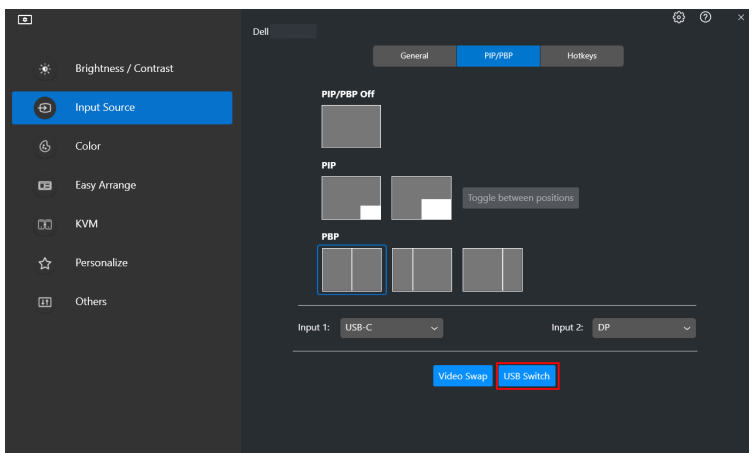 Dell
General PIP/PBP Hotkeys
Brightness / Contrast
Input Source
Color
Easy Arrange
KVM
Personalize
Others
PIP/PBP Off
PIP
Toggle between positions
PBP
Input 1: USB-C Input 2: DP
Video Swap USB Switch